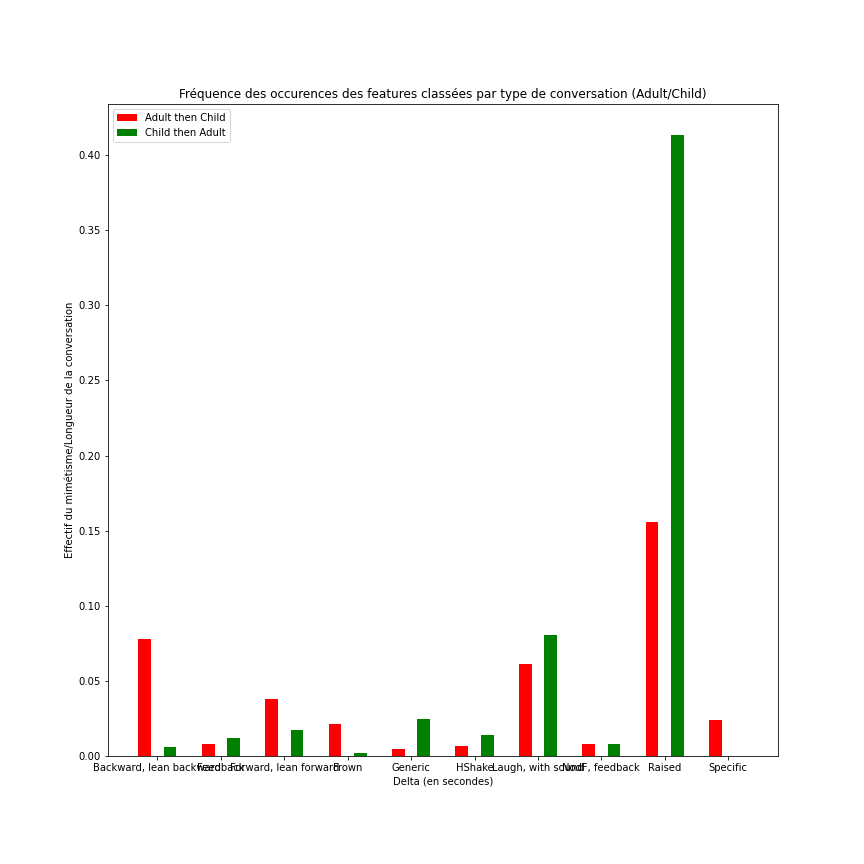 Fréquence des occurences des features classées par type de conversation (Adult/Child)
Adult then Child
Child then Adult
Effectif du mimétisme/Longueur de la conversation
0.40
0.35
0.30
0.25
0.20
0.15
0.10
0.05
0.00
Backward, lean backward
Feedback
Forward, lean forward
Frown
Generic
HShake
Laugh, with sound
NodF, feedback
Raised
Specific
Delta (en secondes)